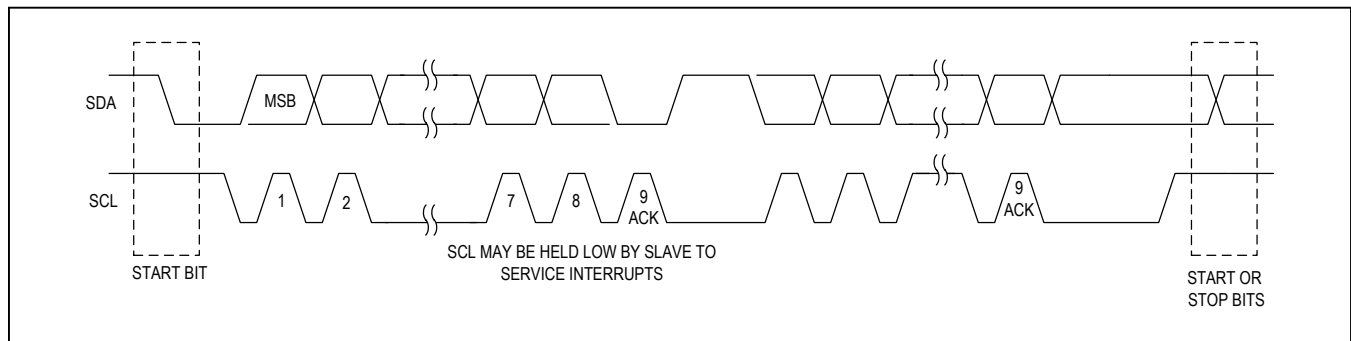 SDA
MSB
SCL
1
2
7
8
9
ACK
9
ACK
SCL MAY BE HELD LOW BY SLAVE TO
SERVICE INTERRUPTS
START BIT
START OR
STOP BITS